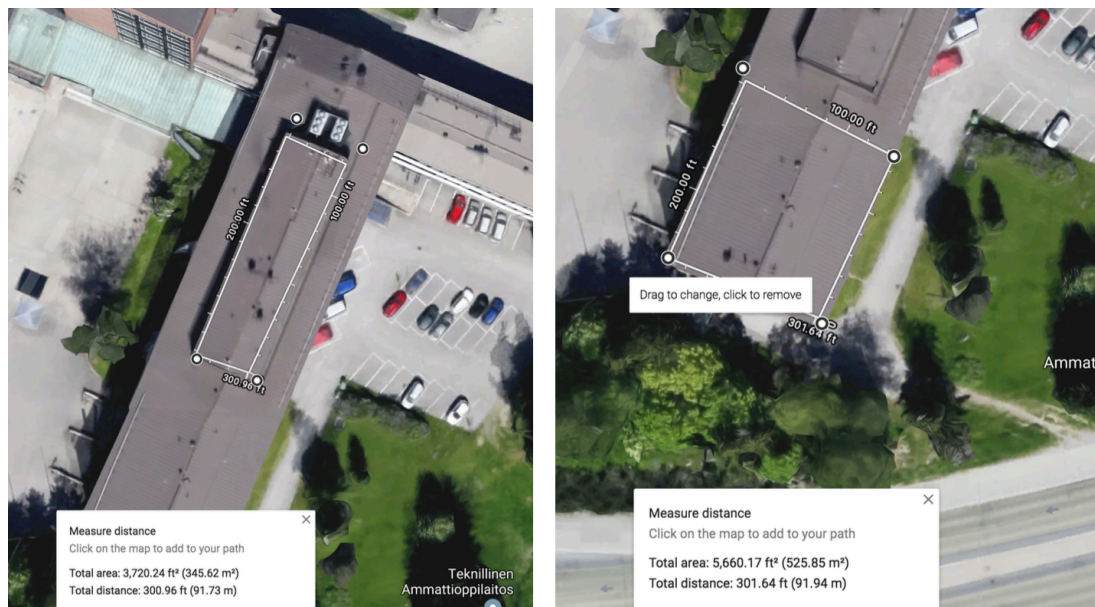 200.00 ft
100.00 ft
300.96 ft
Measure distance
Click on the map to add to your path
Total area: 3,720.24 ft² (345.62 m²)
Total distance: 300.96 ft (91.73 m)
Teknillinen
Ammattioppilaitos
100.00 ft
200.00 ft
Drag to change, click to remove
301.64 ft
Ammat
Measure distance
Click on the map to add to your path
Total area: 5,660.17 ft² (525.85 m²)
Total distance: 301.64 ft (91.94 m)